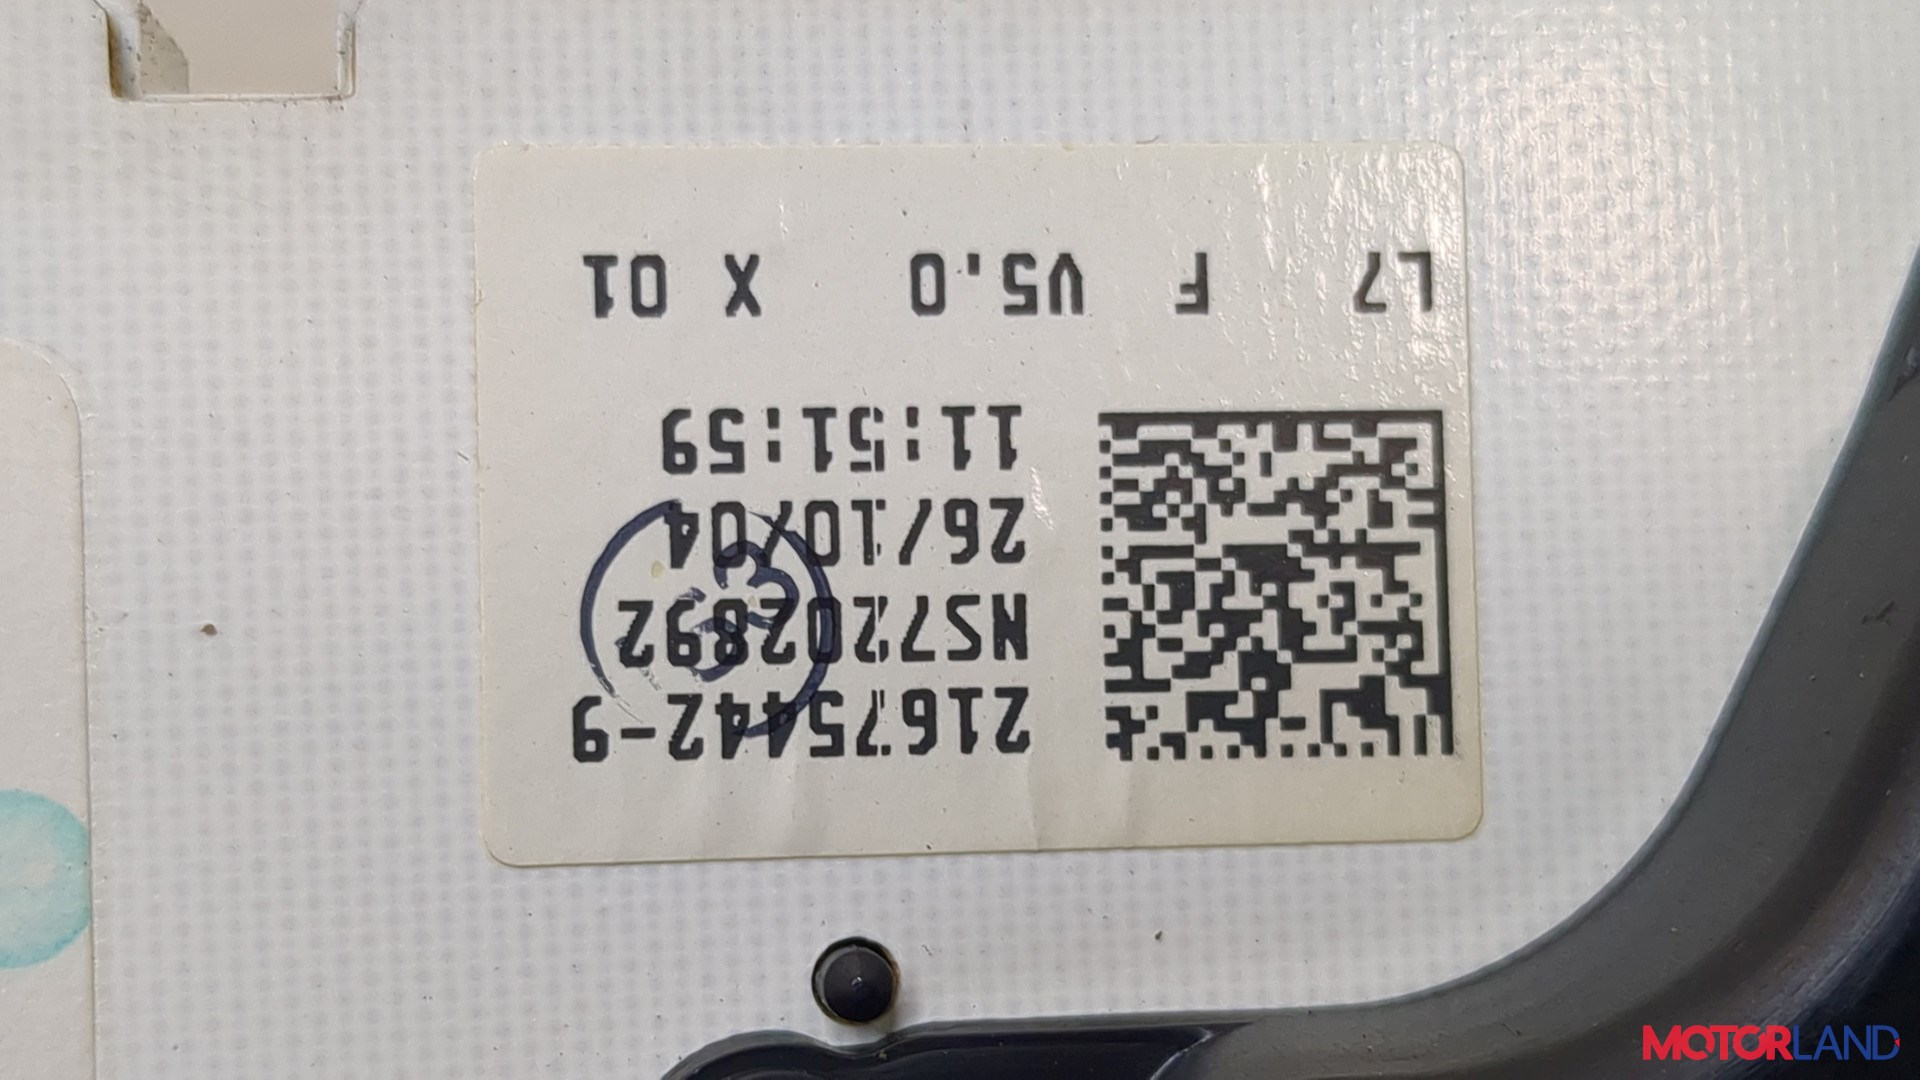 21675442-9
NS7202892
26/10/04
11:51:59
L7 F V5.0 X 01
MOTORLAND